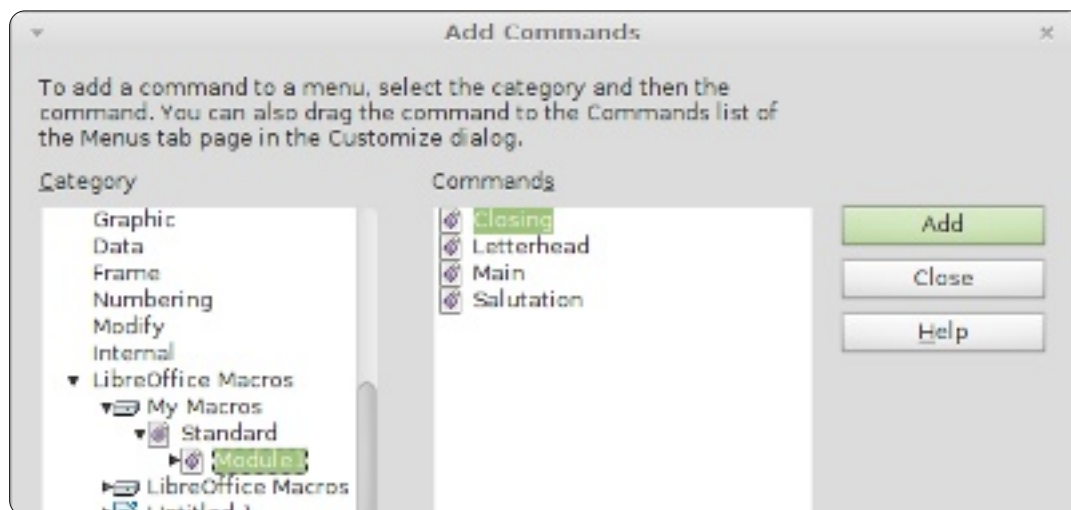 Add Commands
To add a command to a menu, select the category and then the
command. You can also drag the command to the Commands list of
the Menus tab page in the Customize dialog.
Category
Commands
Graphic
Data
Frame
Numbering
Modify
Internal
LibreOffice Macros
My Macros
Standard
Module1
LibreOffice Macros
Untitled 1
Closing
Letterhead
Main
Salutation
Add
Close
Help